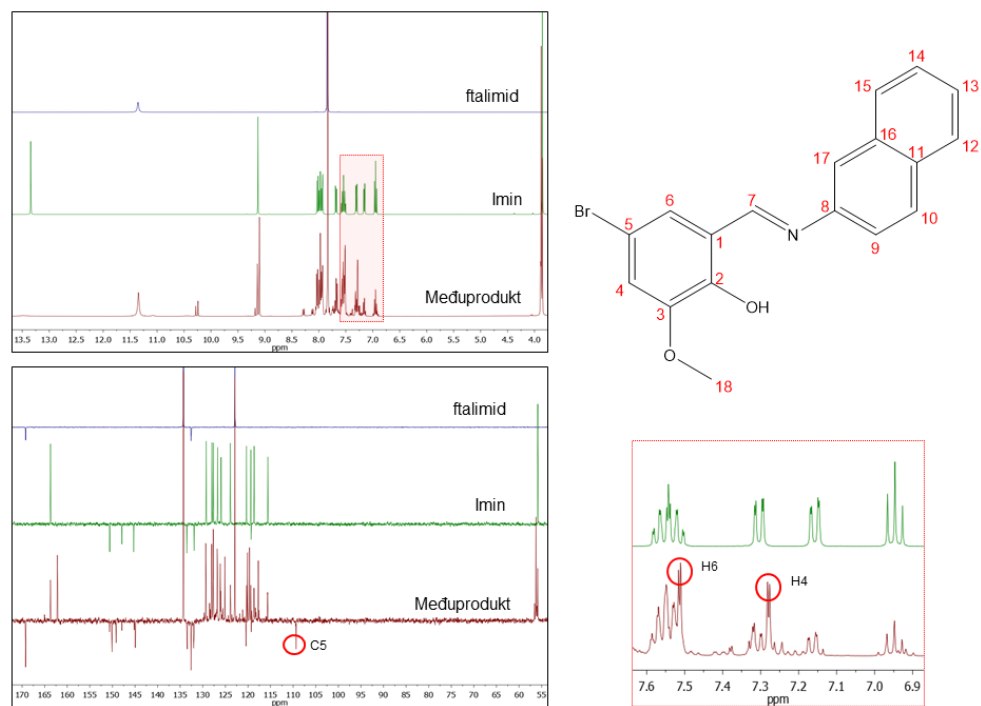 ftalimid
Imin
Međuprodukt
13.5 13.0 12.5 12.0 11.5 11.0 10.5 10.0 9.5 9.0 8.5 8.0 7.5 7.0 6.5 6.0 5.5 5.0 4.5 4.0
ppm
14
15
13
16
17
11
12
Br
6
7
8
10
5
1
N
9
4
2
3
OH
O
18
ftalimid
Imin
Međuprodukt
C5
170 165 160 155 150 145 140 135 130 125 120 115 110 105 100 95 90 85 80 75 70 65 60 55
ppm
H6
H4
7.6 7.5 7.4 7.3 7.2 7.1 7.0 6.9
ppm